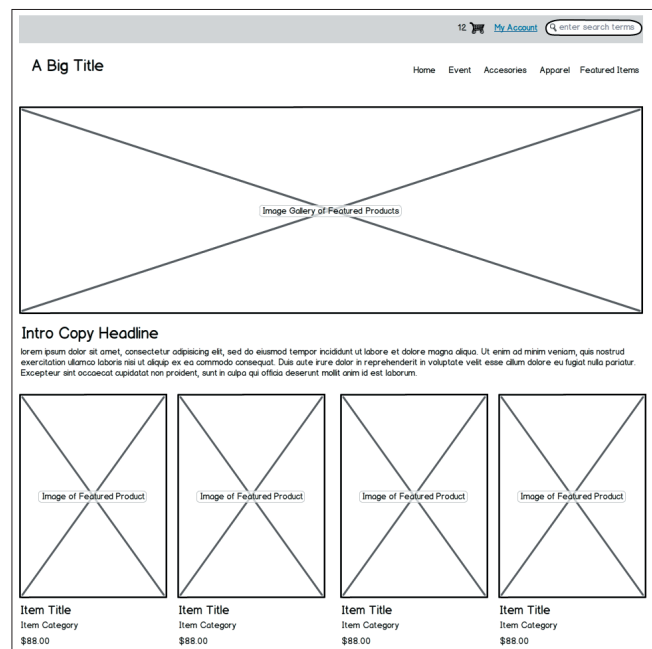 12 My Account enter search terms
A Big Title
Home Event Accesories Apparel Featured Items
Image Gallery of Featured Products
Intro Copy Headline
lorem ipsum dolor sit amet, consectetur adipisicing elit, sed do eiusmod tempor incididunt ut labore et dolore magna aliqua. Ut enim ad minim veniam, quis nostrud
exercitation ullamco laboris nisi ut aliquip ex ea commodo consequat. Duis aute irure dolor in reprehenderit in voluptate velit esse cillum dolore eu fugiat nulla pariatur.
Excepteur sint occaecat cupidatat non proident, sunt in culpa qui officia deserunt mollit anim id est laborum.
Image of Featured Product Image of Featured Product Image of Featured Product Image of Featured Product
Item Title Item Title Item Title Item Title
Item Category Item Category Item Category Item Category
$88.00 $88.00 $88.00 $88.00